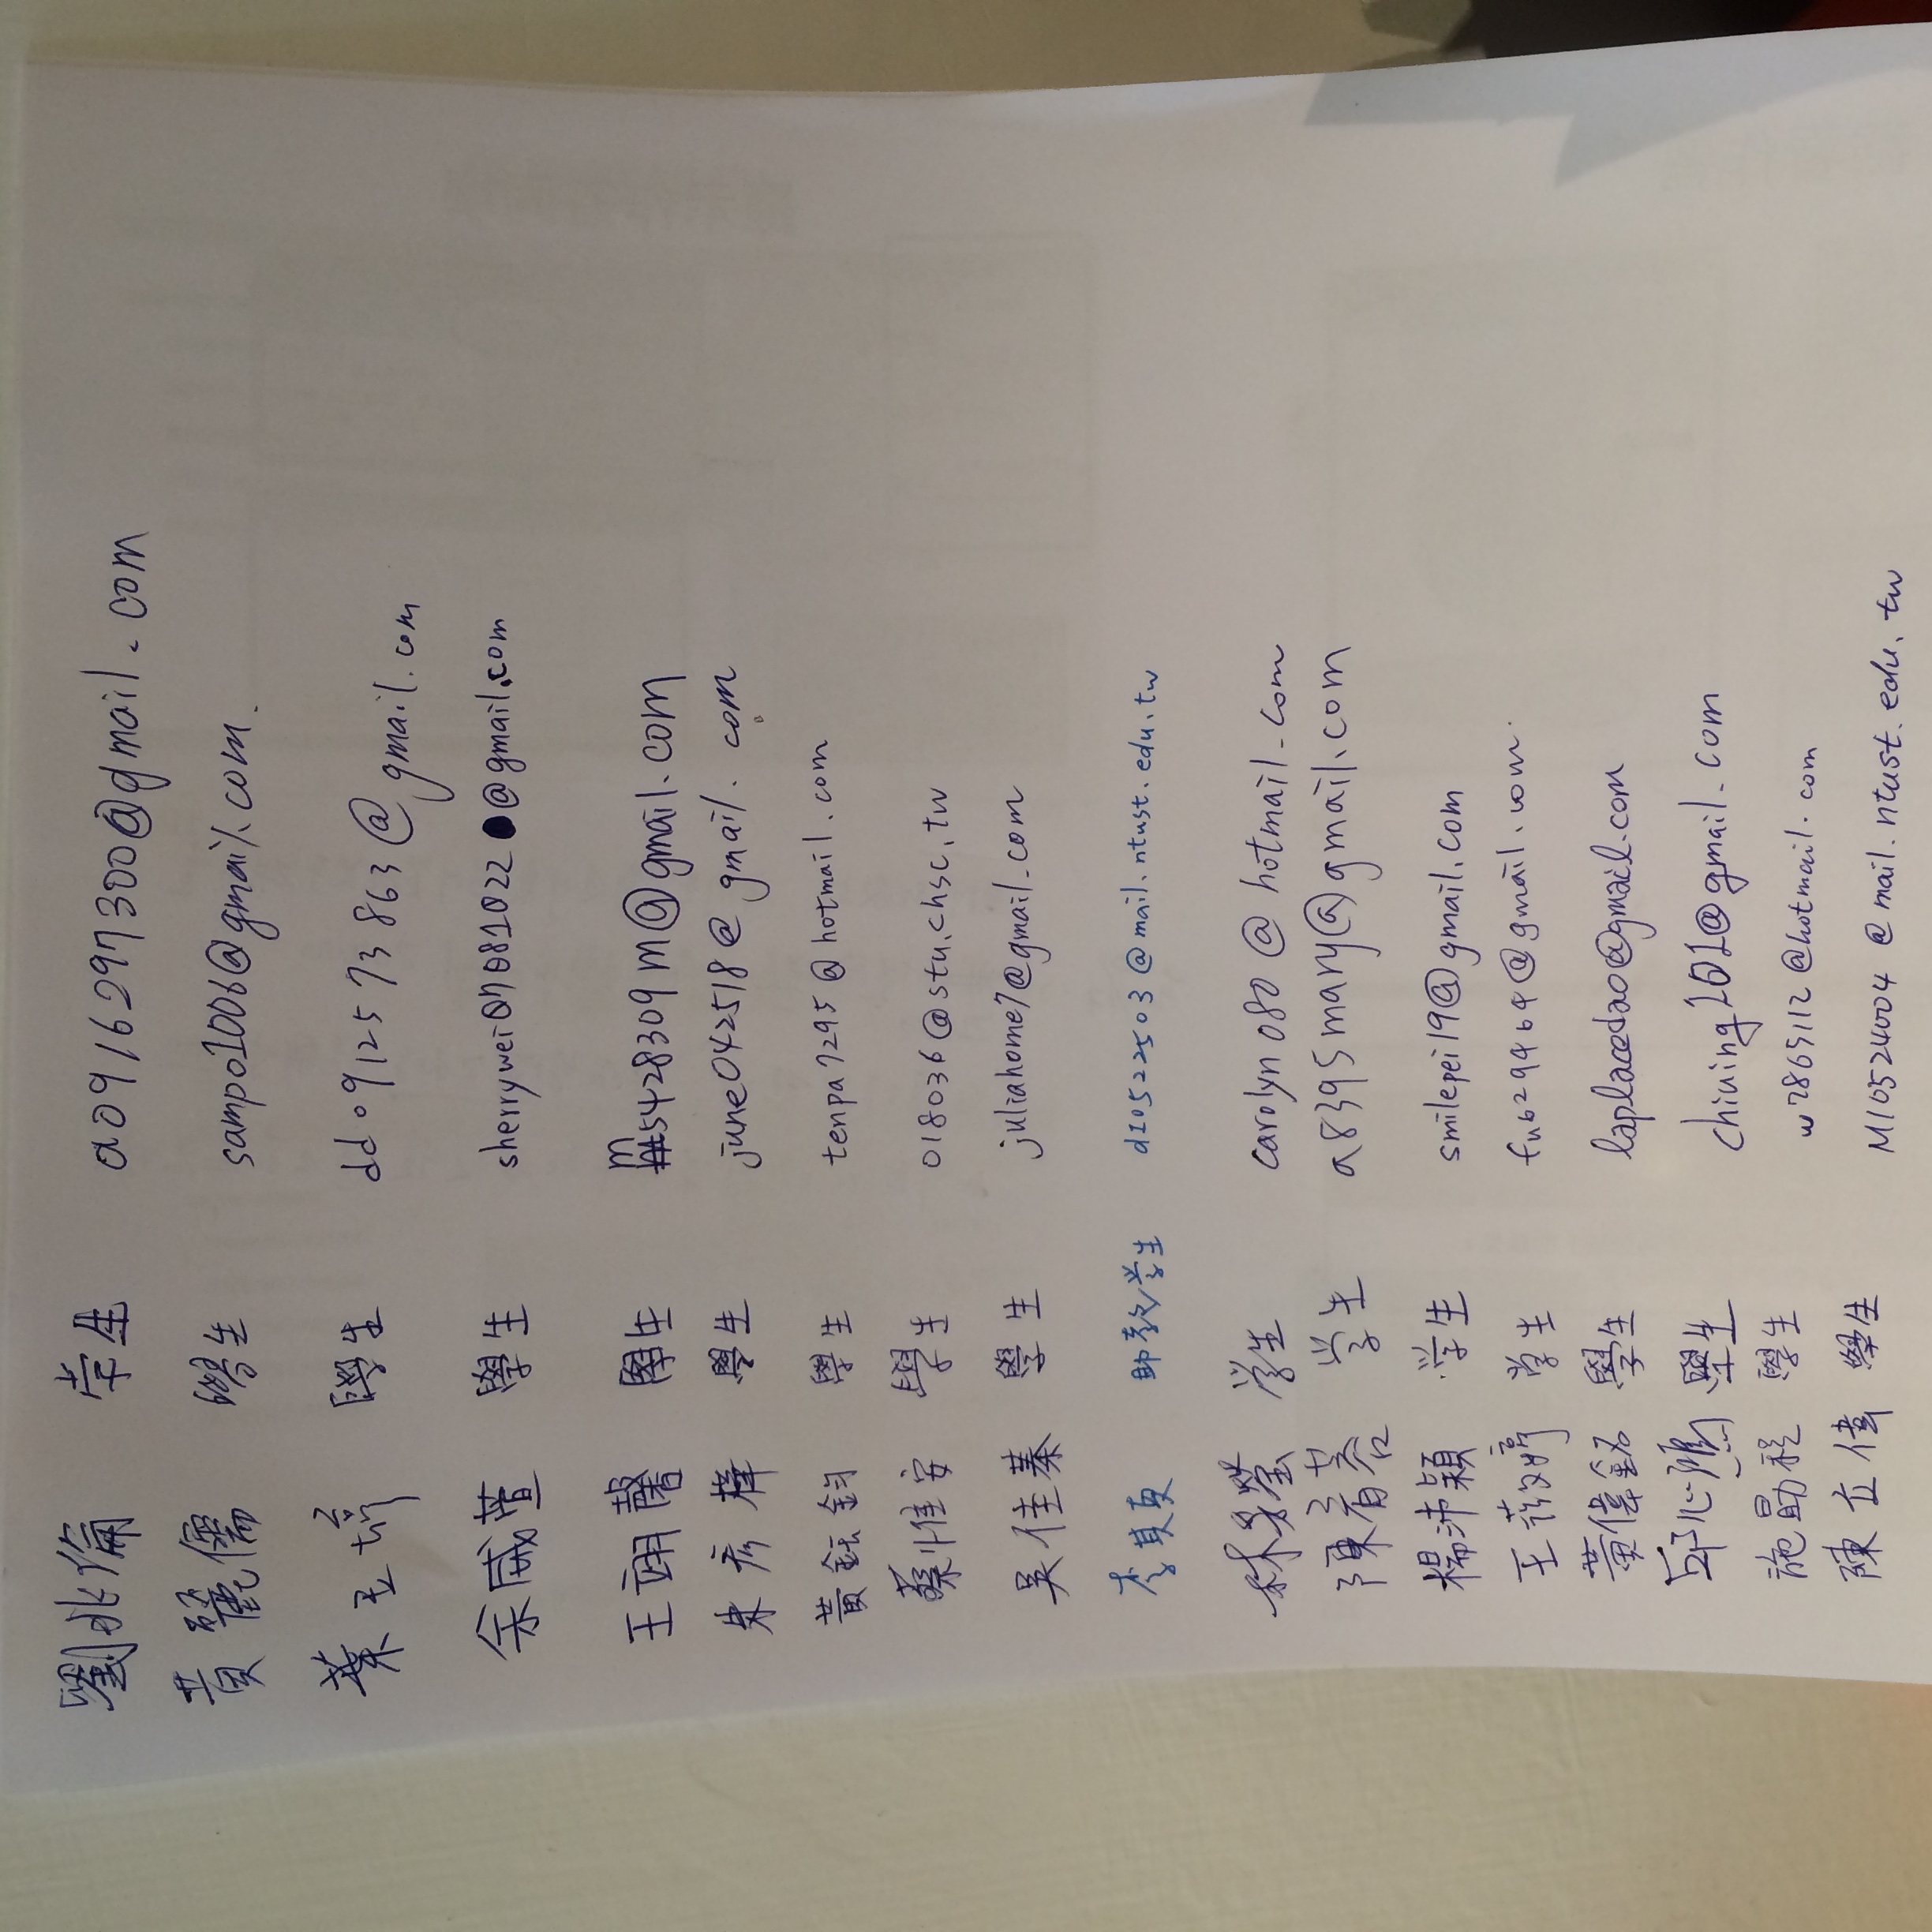 劉兆倫 学生 a0916297300@gmail.com
黃麗儒 學生 sampo1006@gmail.com.
葉玉婷 學生 dd0912573863@gmail.com
余威萱 學生 sherrywei07081022@gmail.com
王翊馨 學生 m5428309m@gmail.com
朱彥樺 學生 june042518@gmail.com
黃鈺鈞 學生 tenpa7295@hotmail.com
蔡惟安 學生 018036@stu.chsc.tw
吳佳蓁 學生 juliahome7@gmail.com
李其真 助教/学生 d10522503@mail.ntust.edu.tw
林秀瑩 学生 carolyn080@hotmail.com
陳育蓉 学生 a8395mary@gmail.com
楊沛穎 学生 smilepei19@gmail.com
王薇婷 学生 fu629464@gmail.com
黃偉銘 學生 laplacedao@gmail.com
邱心 學生 chiuing101@gmail.com
施勛程 學生 w2865112@hotmail.com
陳立偉 學生 M10524004@mail.ntust.edu.tw